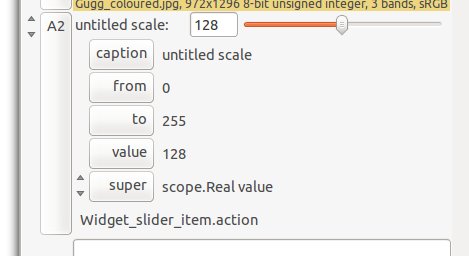 Gugg_coloured.jpg, 972x1296 8-bit unsigned integer, 3 bands, sRGB
A2 untitled scale: 128
caption untitled scale
from 0
to 255
value 128
super scope.Real value
Widget_slider_item.action